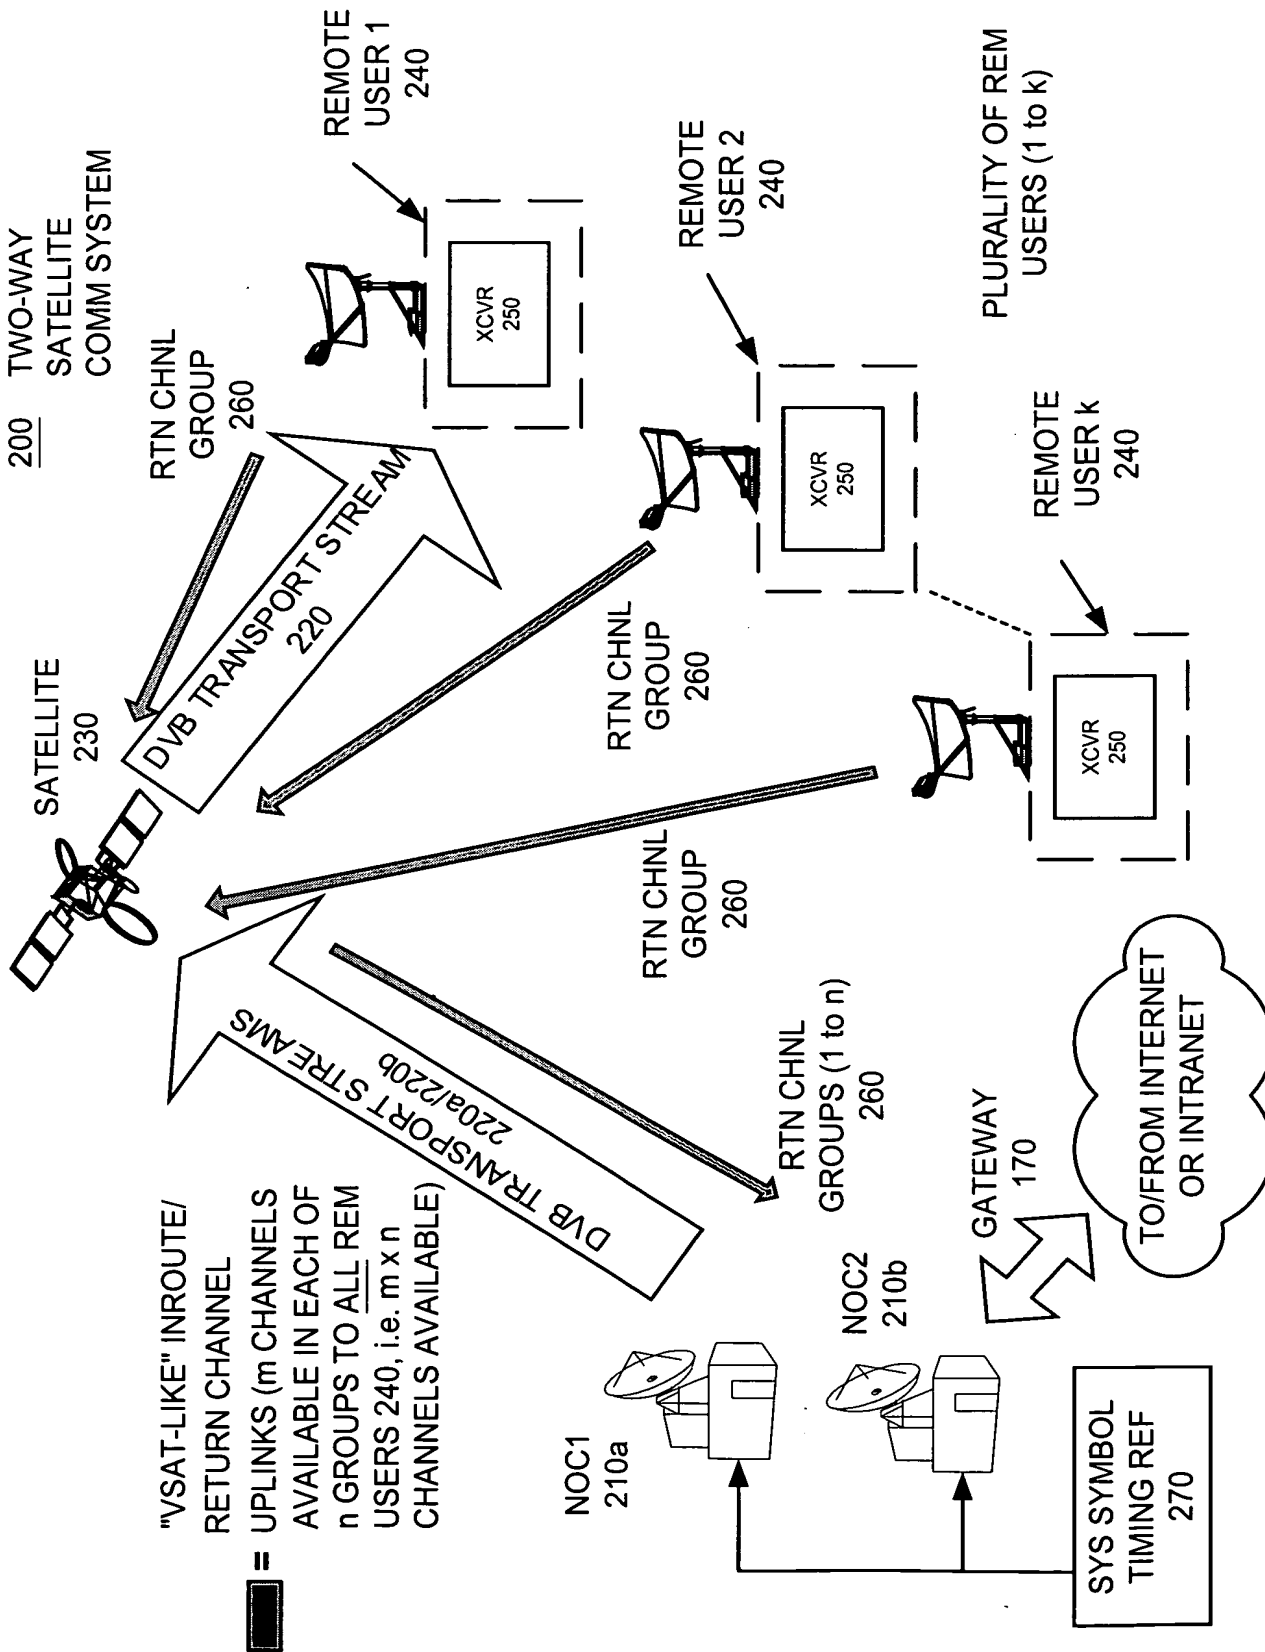 200 TWO-WAY
SATELLITE
COMM SYSTEM
SATELLITE
230
RTN CHNL
GROUP
260
REMOTE
USER 1
240
XCVR
250
DVB TRANSPORT STREAM
220
"VSAT-LIKE" INROUTE/
RETURN CHANNEL
= UPLINKS (m CHANNELS
AVAILABLE IN EACH OF
n GROUPS TO ALL REM
USERS 240, i.e. m x n
CHANNELS AVAILABLE)
DVB TRANSPORT STREAMS
220a/220b
RTN CHNL
GROUP
260
REMOTE
USER 2
240
XCVR
250
RTN CHNL
GROUP
260
PLURALITY OF REM
USERS (1 to k)
REMOTE
USER k
240
XCVR
250
NOC1
210a
RTN CHNL
GROUPS (1 to n)
260
NOC2
210b
GATEWAY
170
SYS SYMBOL
TIMING REF
270
TO/FROM INTERNET
OR INTRANET